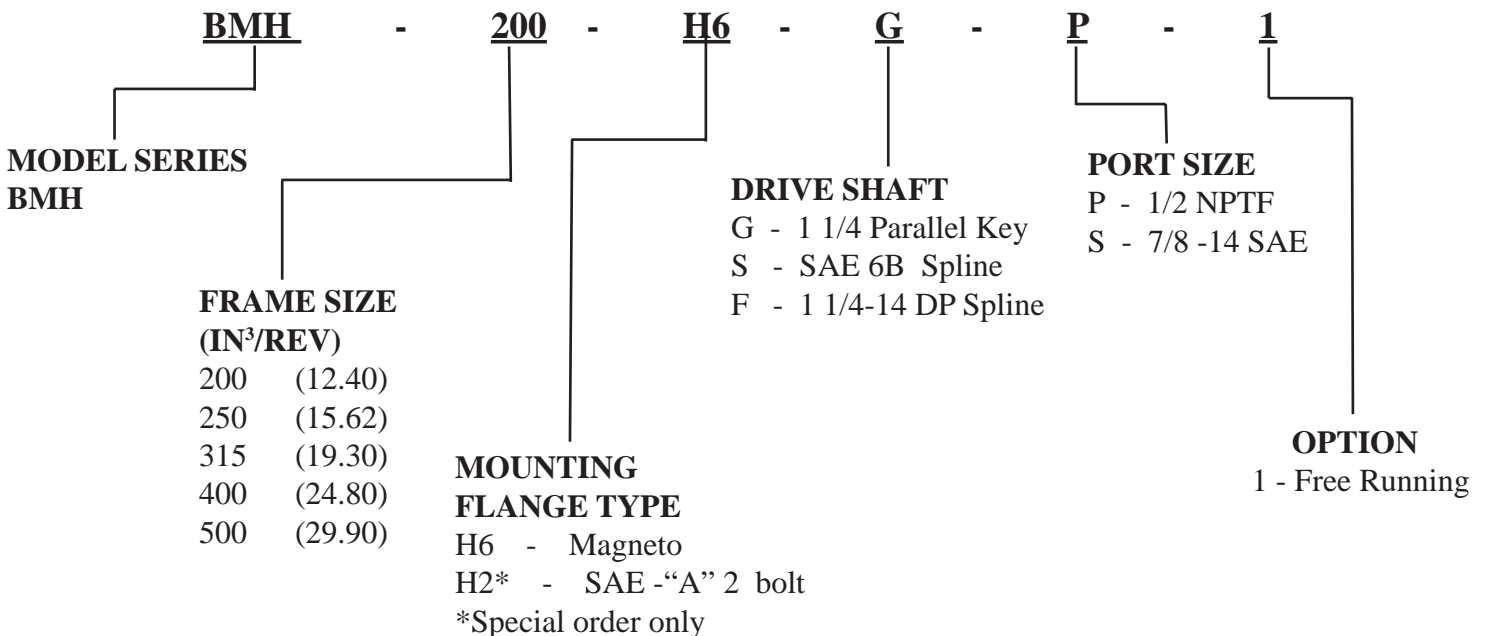 BMH - 200 - H6 - G - P - 1
MODEL SERIES
BMH
FRAME SIZE
(IN³/REV)
200 (12.40)
250 (15.62)
315 (19.30)
400 (24.80)
500 (29.90)
MOUNTING
FLANGE TYPE
H6 - Magneto
H2* - SAE -“A” 2 bolt
*Special order only
DRIVE SHAFT
G - 1 1/4 Parallel Key
S - SAE 6B Spline
F - 1 1/4-14 DP Spline
PORT SIZE
P - 1/2 NPTF
S - 7/8 -14 SAE
OPTION
1 - Free Running